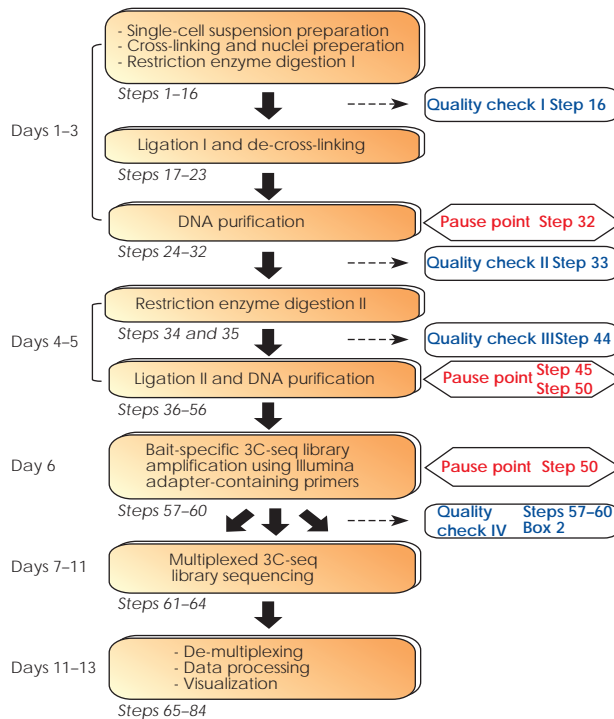 - Single-cell suspension preparation
- Cross-linking and nuclei preperation
- Restriction enzyme digestion I
Steps 1–16
Quality check I Step 16
Days 1–3
Ligation I and de-cross-linking
Steps 17–23
DNA purification
Pause point Step 32
Steps 24–32
Quality check II Step 33
Restriction enzyme digestion II
Steps 34 and 35
Quality check IIIStep 44
Days 4–5
Ligation II and DNA purification
Pause point Step 45
Step 50
Steps 36–56
Day 6
Bait-specific 3C-seq library
amplification using Illumina
adapter-containing primers
Pause point Step 50
Steps 57–60
Quality Steps 57–60
check IV Box 2
Days 7–11
Multiplexed 3C-seq
library sequencing
Steps 61–64
Days 11–13
- De-multiplexing
- Data processing
- Visualization
Steps 65–84